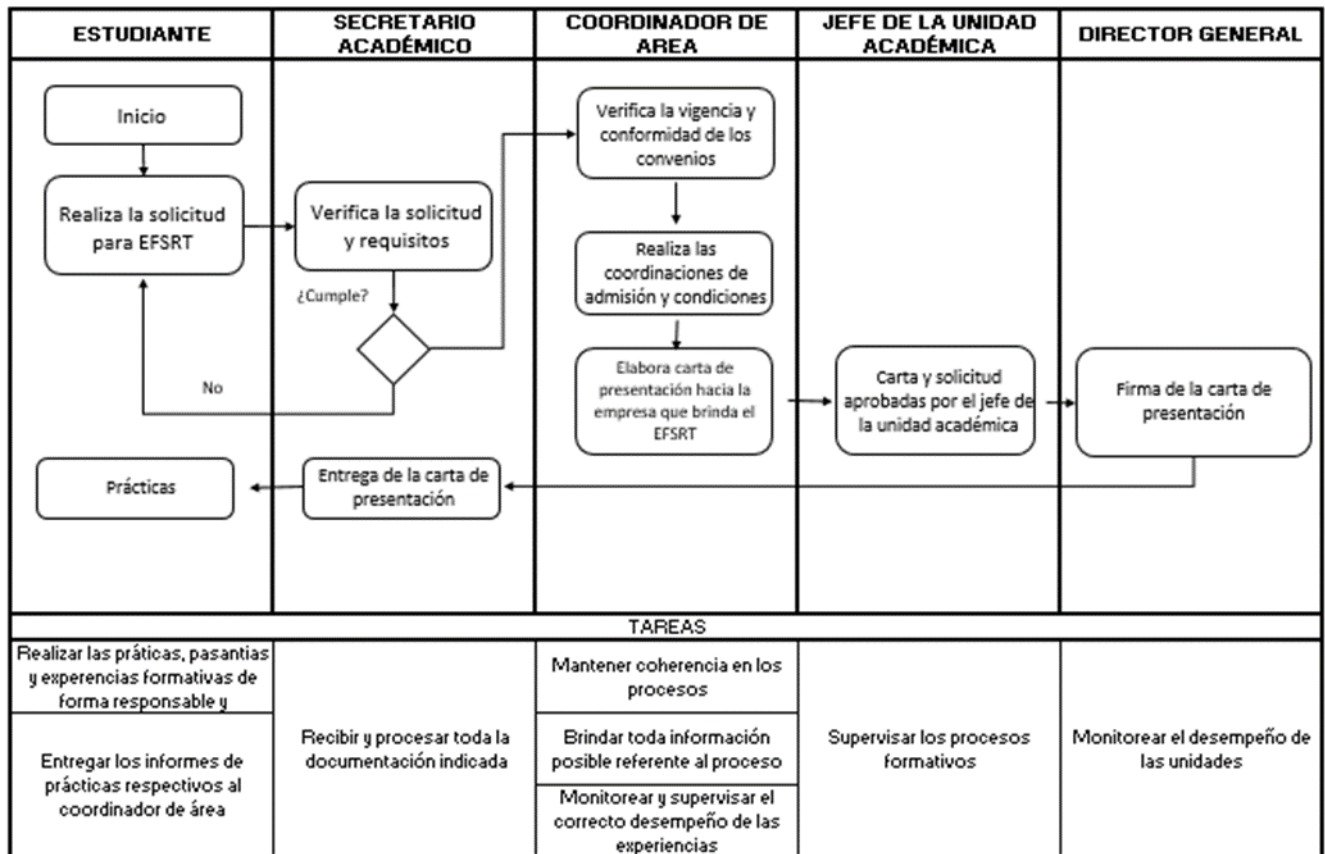 ESTUDIANTE
SECRETARIO
ACADÉMICO
COORDINADOR DE
AREA
JEFE DE LA UNIDAD
ACADÉMICA
DIRECTOR GENERAL
Inicio
Realiza la solicitud
para EFSRT
Verifica la solicitud
y requisitos
¿Cumple?
No
Verifica la vigencia y
conformidad de los
convenios
Realiza las
coordinaciones de
admisión y condiciones
Elabora carta de
presentación hacia la
empresa que brinda el
EFSRT
Carta y solicitud
aprobadas por el jefe de
la unidad académica
Firma de la carta de
presentación
Entrega de la carta de
presentación
Prácticas
TAREAS
Realizar las práticas, pasantias
y experencias formativas de
forma responsable y
Entregar los informes de
prácticas respectivos al
coordinador de área
Recibir y procesar toda la
documentación indicada
Mantener coherencia en los
procesos
Brindar toda información
posible referente al proceso
Monitorear y supervisar el
correcto desempeño de las
experiencias
Supervisar los procesos
formativos
Monitorear el desempeño de
las unidades